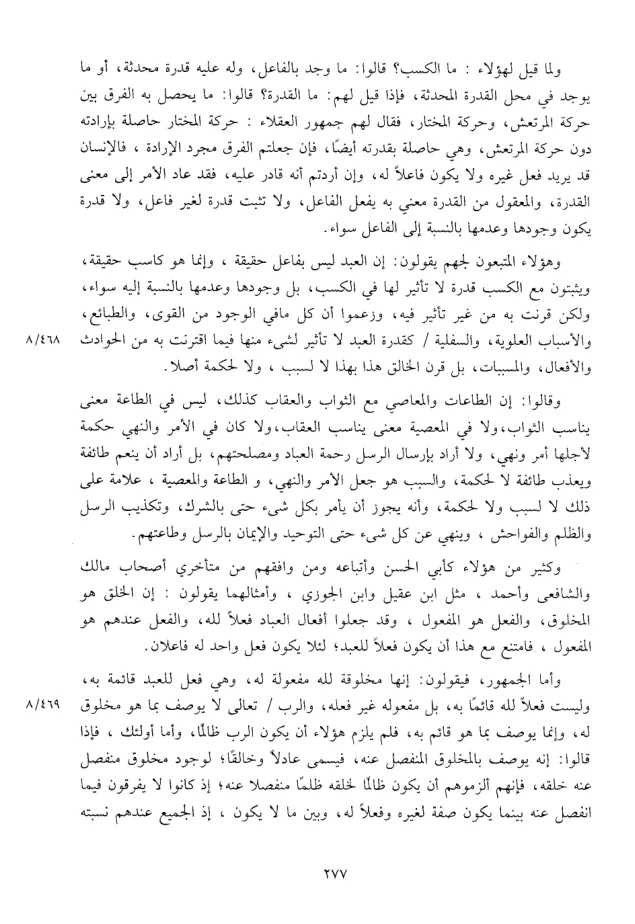 ولما قيل لهؤلاء : ما الكسب؟ قالوا: ما وجد بالفاعل، وله عليه قدرة محدثة، أو ما
يوجد في محل القدرة المحدثة، فإذا قيل لهم: ما القدرة؟ قالوا: ما يحصل به الفرق بين
حركة المرتعش، وحركة المختار، فقال لهم جمهور العقلاء : حركة المختار حاصلة بإرادته
دون حركة المرتعش، وهي حاصلة بقدرته أيضًا، فإن جعلتم الفرق مجرد الإرادة ، فالإنسان
قد يريد فعل غيره ولا يكون فاعلاً له، وإن أردتم أنه قادر عليه، فقد عاد الأمر إلى معنى
القدرة، والمعقول من القدرة معني به يفعل الفاعل، ولا تثبت قدرة لغير فاعل، ولا قدرة
يكون وجودها وعدمها بالنسبة إلى الفاعل سواء.
وهؤلاء المتبعون لجهم يقولون: إن العبد ليس بفاعل حقيقة ، وإنما هو كاسب حقيقة،
ويثبتون مع الكسب قدرة لا تأثير لها في الكسب، بل وجودها وعدمها بالنسبة إليه سواء،
ولكن قرنت به من غير تأثير فيه، وزعموا أن كل مافي الوجود من القوى، والطبائع،
والأسباب العلوية، والسفلية / كقدرة العبد لا تأثير لشىء منها فيما اقترنت به من الحوادث ٨/٤٦٨
والأفعال، والمسببات، بل قرن الخالق هذا بهذا لا لسبب ، ولا لحكمة أصلا.
وقالوا: إن الطاعات والمعاصي مع الثواب والعقاب كذلك، ليس في الطاعة معنى
يناسب الثواب،ولا في المعصية معنى يناسب العقاب،ولا كان في الأمر والنهي حكمة
لأجلها أمر ونهي، ولا أراد بإرسال الرسل رحمة العباد ومصلحتهم، بل أراد أن ينعم طائفة
ويعذب طائفة لا لحكمة، والسبب هو جعل الأمر والنهي، و الطاعة والمعصية ، علامة على
ذلك لا لسبب ولا لحكمة، وأنه يجوز أن يأمر بكل شىء حتى بالشرك، وتكذيب الرسل
والظلم والفواحش ، وينهي عن كل شىء حتى التوحيد والإيمان بالرسل وطاعتهم.
وكثير من هؤلاء كأبي الحسن وأتباعه ومن وافقهم من متأخري أصحاب مالك
والشافعى وأحمد ، مثل ابن عقيل وابن الجوزي ، وأمثالهما يقولون : إن الخلق هو
المخلوق، والفعل هو المفعول ، وقد جعلوا أفعال العباد فعلاً لله، والفعل عندهم هو
المفعول ، فامتنع مع هذا أن يكون فعلاً للعبد؛ لئلا يكون فعل واحد له فاعلان.
وأما الجمهور، فيقولون: إنها مخلوقة لله مفعولة له، وهي فعل للعبد قائمة به،
وليست فعلاً لله قائمًا به، بل مفعوله غير فعله، والرب / تعالى لا يوصف بما هو مخلوق ٨/٤٦٩
له، وإنما يوصف بما هو قائم به، فلم يلزم هؤلاء أن يكون الرب ظالمًا، وأما أولئك ، فإذا
قالوا: إنه يوصف بالمخلوق المنفصل عنه، فيسمى عادلاً وخالقًا؛ لوجود مخلوق منفصل
عنه خلقه، فإنهم ألزموهم أن يكون ظالمًا لخلقه ظلمًا منفصلا عنه؛ إذ كانوا لا يفرقون فيما
انفصل عنه بينما يكون صفة لغيره وفعلاً له، وبين ما لا يكون ، إذ الجميع عندهم نسبته
٢٧٧